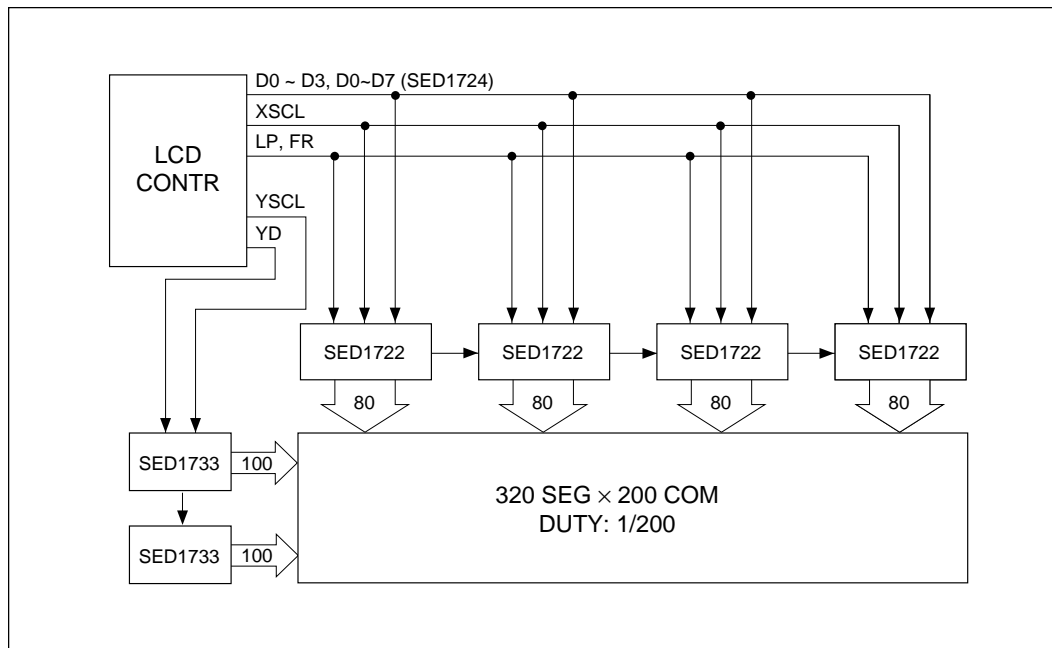 D0 ~ D3, D0~D7 (SED1724)
XSCL
LP, FR
LCD
CONTR
YSCL
YD
SED1722
SED1722
SED1722
SED1722
80
80
80
80
SED1733
100
320 SEG × 200 COM
DUTY: 1/200
SED1733
100